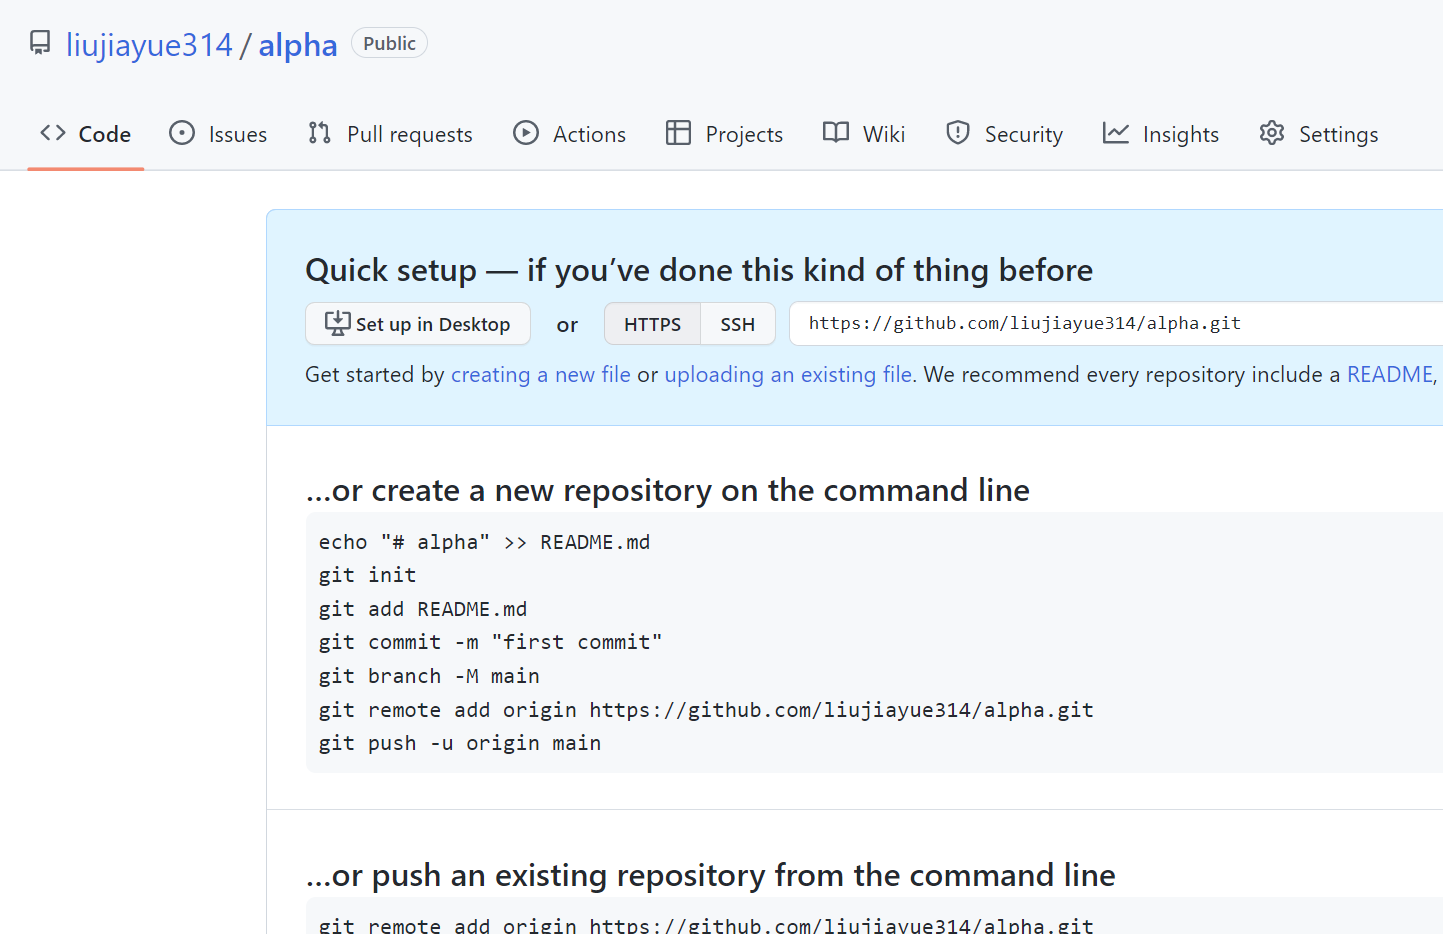 liujiayue314 / alpha Public
Code Issues Pull requests Actions Projects Wiki Security Insights Settings
Quick setup — if you’ve done this kind of thing before
Set up in Desktop or HTTPS SSH https://github.com/liujiayue314/alpha.git
Get started by creating a new file or uploading an existing file. We recommend every repository include a README,
…or create a new repository on the command line
echo "# alpha" >> README.md
git init
git add README.md
git commit -m "first commit"
git branch -M main
git remote add origin https://github.com/liujiayue314/alpha.git
git push -u origin main
…or push an existing repository from the command line
git remote add origin https://github.com/liujiayue314/alpha.git